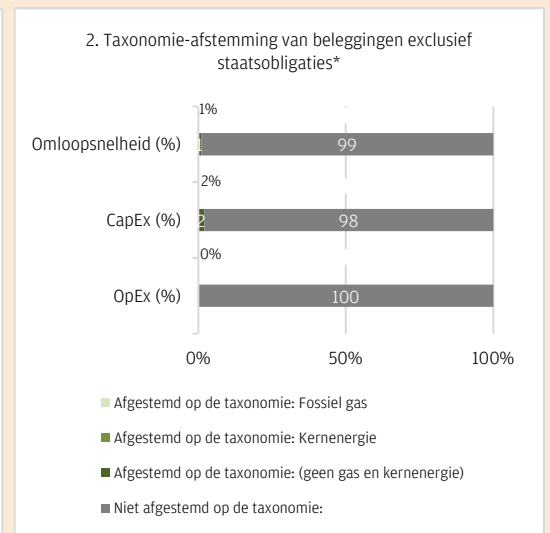 2. Taxonomie-afstemming van beleggingen exclusief
staatsobligaties*
1%
Omloopsnelheid (%) 1 99
2%
CapEx (%) 2 98
0%
OpEx (%) 100
0% 50% 100%
Afgestemd op de taxonomie: Fossiel gas
Afgestemd op de taxonomie: Kernenergie
Afgestemd op de taxonomie: (geen gas en kernenergie)
Niet afgestemd op de taxonomie: